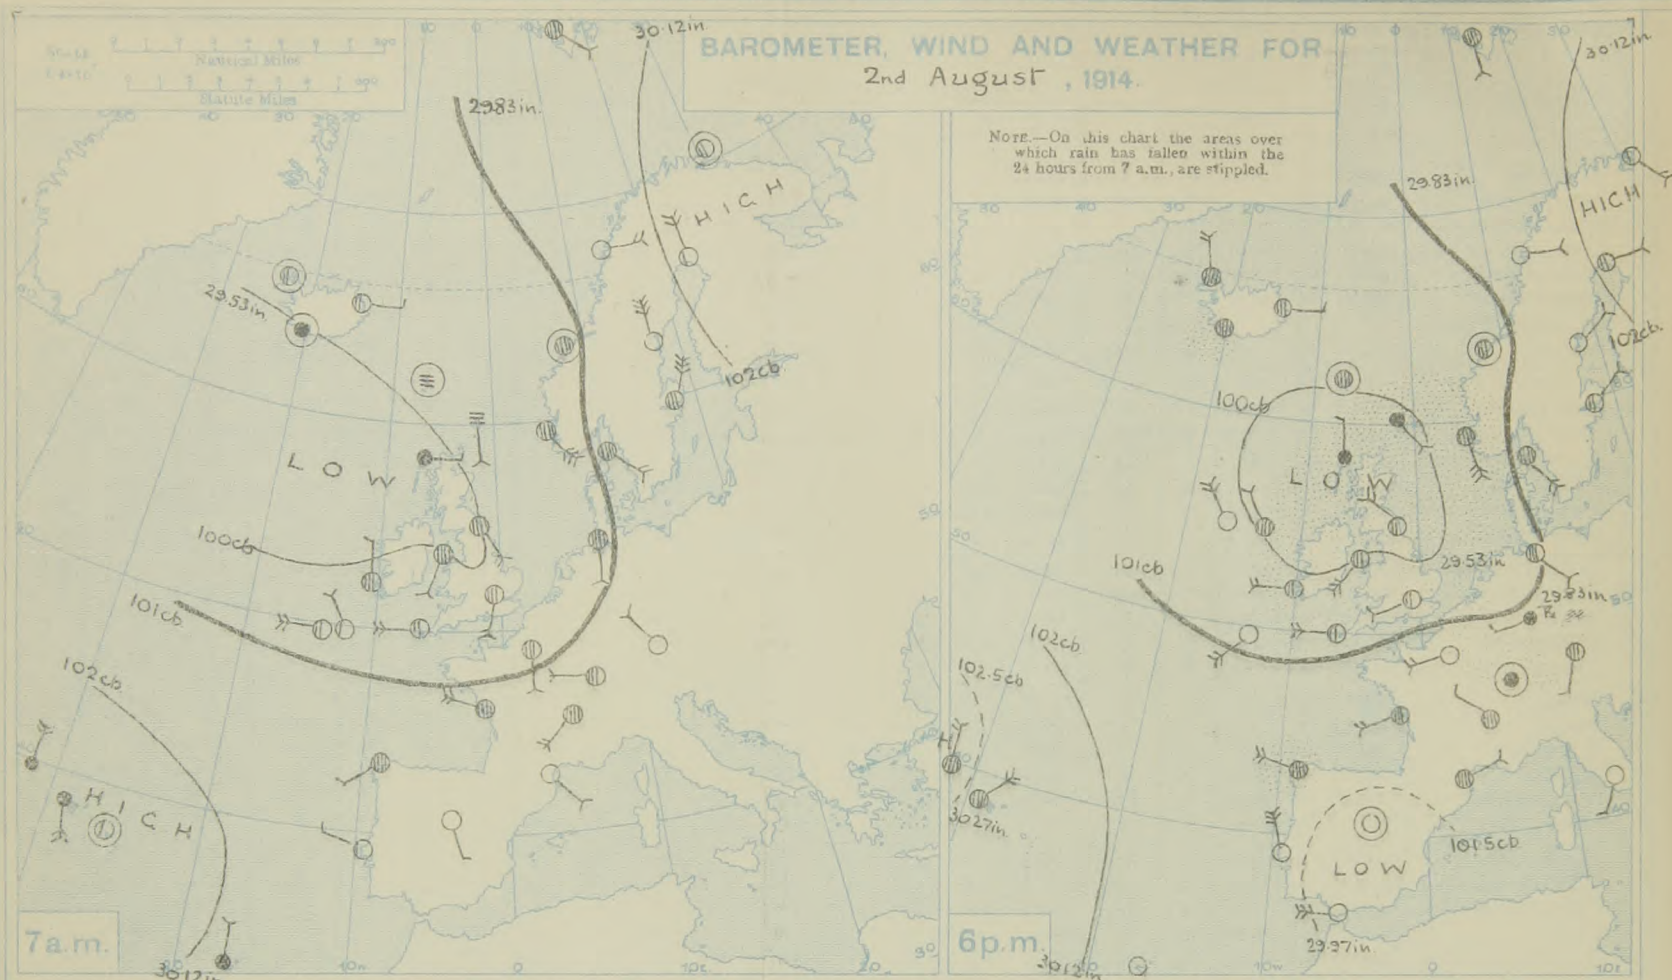 BAROMETER, WIND AND WEATHER FOR
2nd August, 1914.
NOTE.—On this chart the areas over
which rain has fallen within the
24 hours from 7 a.m., are stippled.
Nautical Miles
Statute Miles
30.12in.
29.83in.
HIGH
29.53in.
102cb
LOW
100cb
101cb
102cb.
HIGH
30.12in.
7a.m.
30.12in
29.83in.
HIGH
102cb.
100cb
LOW
29.53in
101cb
29.83in
102cb
102.5cb
H
30.27in.
101.5cb
LOW
29.97in.
30.12in
6p.m.